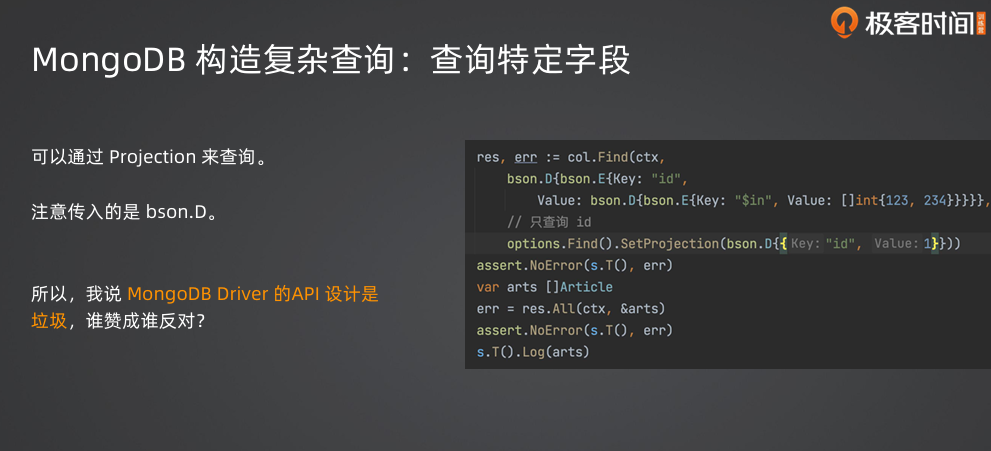 极客时间 训练营
MongoDB 构造复杂查询：查询特定字段
可以通过 Projection 来查询。
注意传入的是 bson.D。
所以，我说 MongoDB Driver 的API 设计是
垃圾，谁赞成谁反对？
res, err := col.Find(ctx,
bson.D{bson.E{Key: "id",
Value: bson.D{bson.E{Key: "$in", Value: []int{123, 234}}}}},
// 只查询 id
options.Find().SetProjection(bson.D{{Key: "id", Value: 1}}))
assert.NoError(s.T(), err)
var arts []Article
err = res.All(ctx, &arts)
assert.NoError(s.T(), err)
s.T().Log(arts)